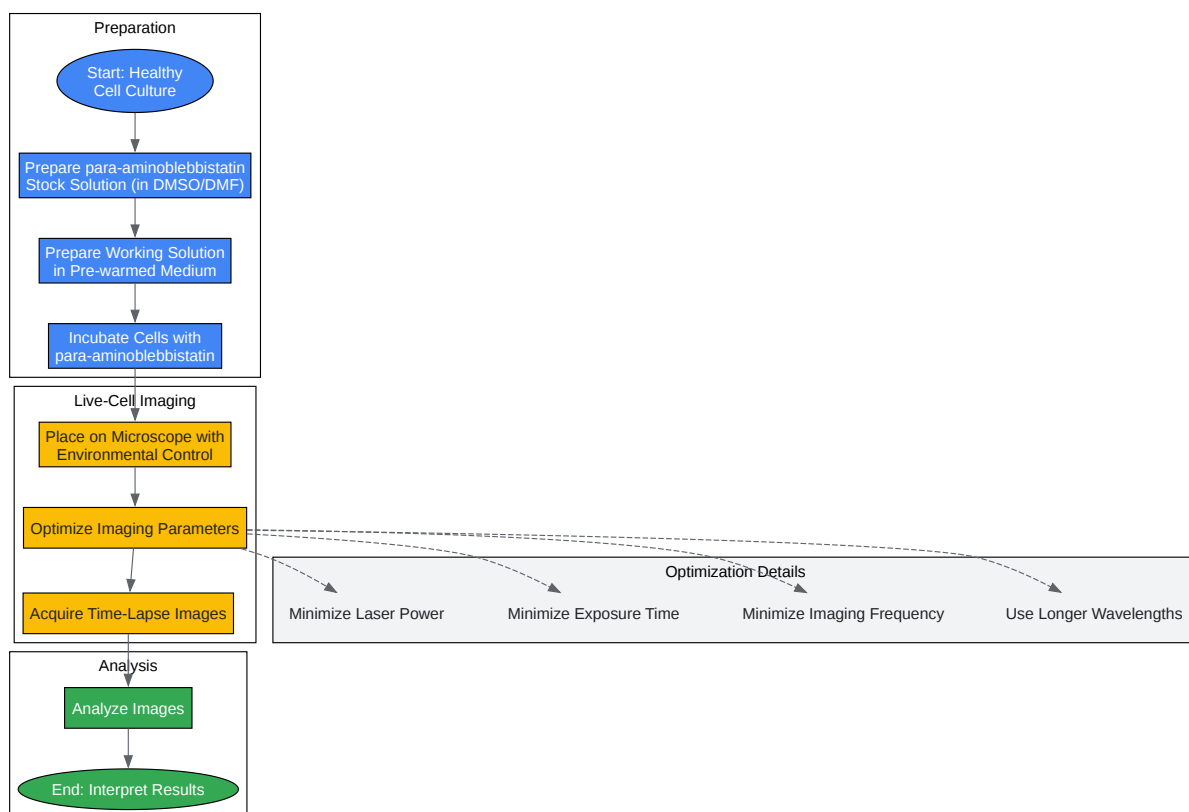 Preparation
Start: Healthy
Cell Culture
Prepare para-aminoblebbistatin
Stock Solution (in DMSO/DMF)
Prepare Working Solution
in Pre-warmed Medium
Incubate Cells with
para-aminoblebbistatin
Live-Cell Imaging
Place on Microscope with
Environmental Control
Optimize Imaging Parameters
Acquire Time-Lapse Images
Optimization Details
Minimize Laser Power
Minimize Exposure Time
Minimize Imaging Frequency
Use Longer Wavelengths
Analysis
Analyze Images
End: Interpret Results